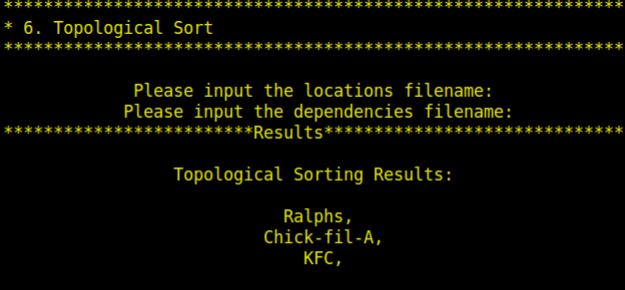 **************************************************************
* 6. Topological Sort
**************************************************************
Please input the locations filename:
Please input the dependencies filename:
*************************Results******************************
Topological Sorting Results:
Ralphs,
Chick-fil-A,
KFC,